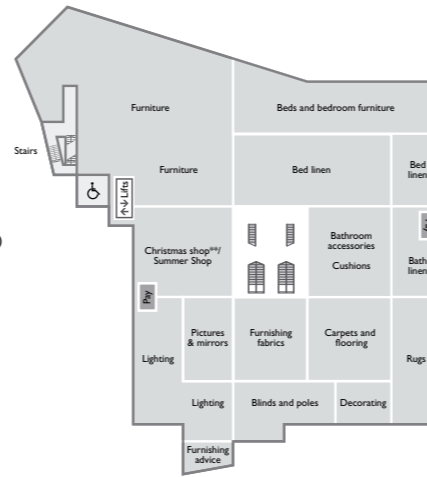 Furniture
Beds and bedroom furniture
Stairs
Furniture
Bed linen
Bed
linen
Lifts
Christmas shop**/
Summer Shop
Bathroom
accessories
Cushions
Bath
linen
Pay
Lighting
Pictures
& mirrors
Furnishing
fabrics
Carpets and
flooring
Rugs
Lighting
Blinds and poles
Decorating
Furnishing
advice